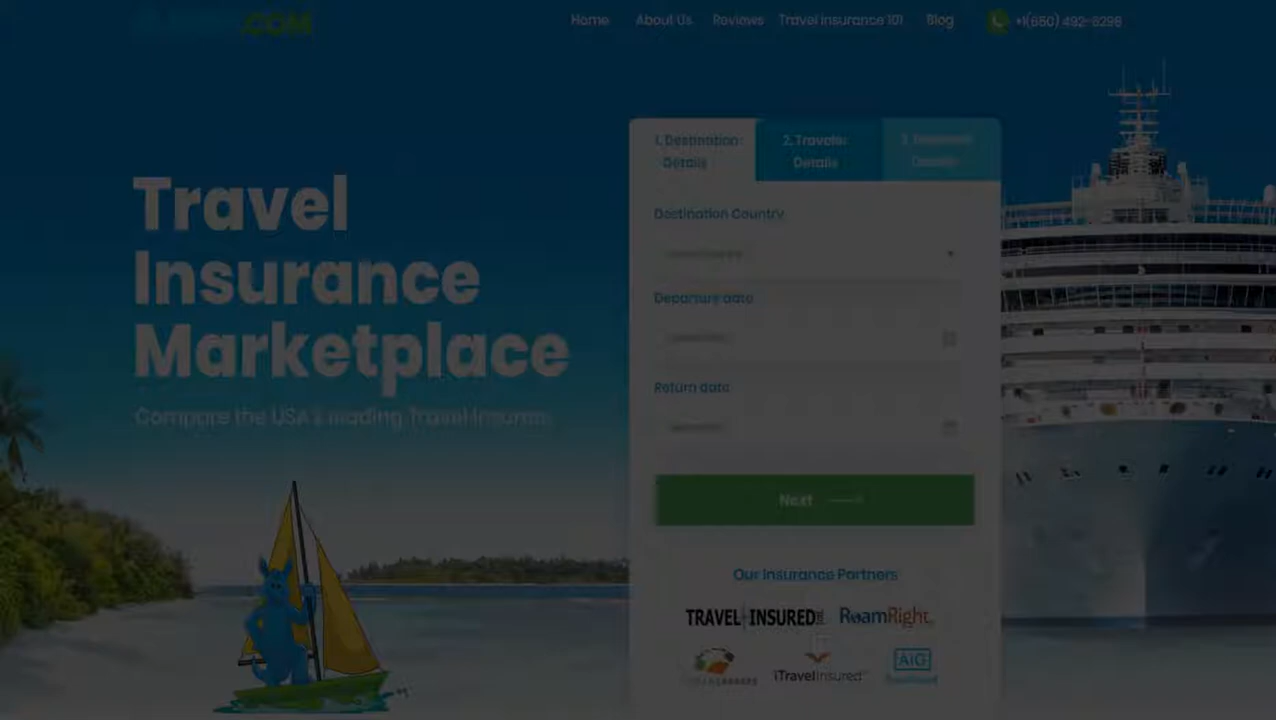 .COM
Home
About Us
Reviews
Travel Insurance 101
Blog
+1(650) 492-6298
Travel
Insurance
Marketplace
Compare the USA's leading Travel Insurers
1. Destination
Details
2. Traveler
Details
Details
Destination Country
Departure date
Return date
Next
Our Insurance Partners
TRAVEL INSURED
RoamRight
iTravelInsured
AIG